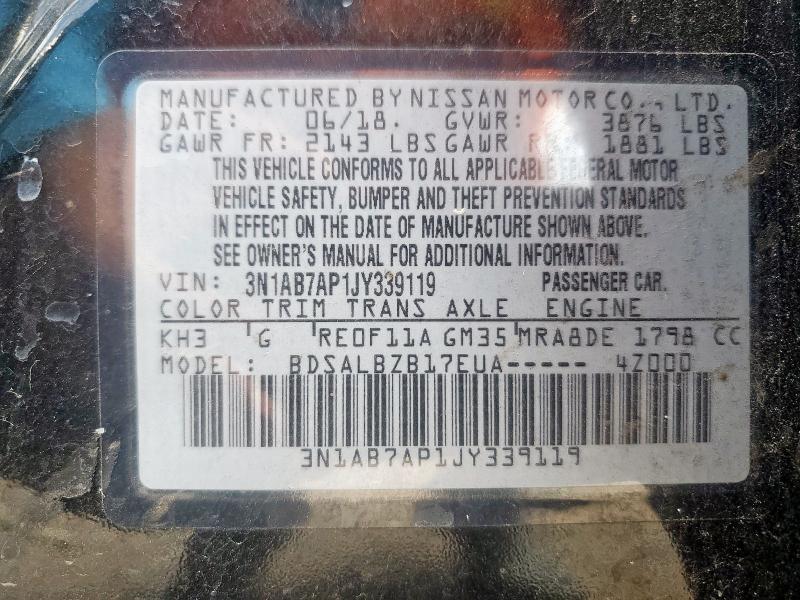 MANUFACTURED BY NISSAN MOTOR CO., LTD.
DATE: 06/18. GVWR: 3876 LBS
GAWR FR: 2143 LBS GAWR 1881 LBS
THIS VEHICLE CONFORMS TO ALL APPLICABLE FEDERAL MOTOR
VEHICLE SAFETY, BUMPER AND THEFT PREVENTION STANDARDS
IN EFFECT ON THE DATE OF MANUFACTURE SHOWN ABOVE.
SEE OWNER'S MANUAL FOR ADDITIONAL INFORMATION.
VIN: 3N1AB7AP1JY339119 PASSENGER CAR.
COLOR TRIM TRANS AXLE ENGINE
KH3 G RE0F11A GM35 MRA8DE 1798 CC
MODEL: BDSALBZB17EUA----- 4Z000
3N1AB7AP1JY339119